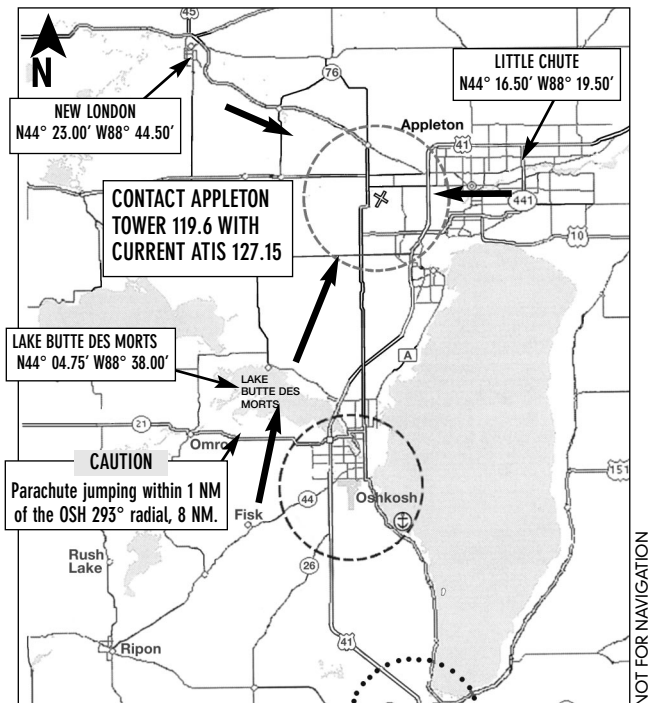 45
N
76
LITTLE CHUTE
N44° 16.50' W88° 19.50'
NEW LONDON
N44° 23.00' W88° 44.50'
Appleton
41
CONTACT APPLETON
TOWER 119.6 WITH
CURRENT ATIS 127.15
441
10
LAKE BUTTE DES MORTS
N44° 04.75' W88° 38.00'
A
LAKE
BUTTE DES
MORTS
21
Omro
CAUTION
Parachute jumping within 1 NM
of the OSH 293° radial, 8 NM.
151
44
Oshkosh
Fisk
Rush
Lake
26
41
Ripon
NOT FOR NAVIGATION